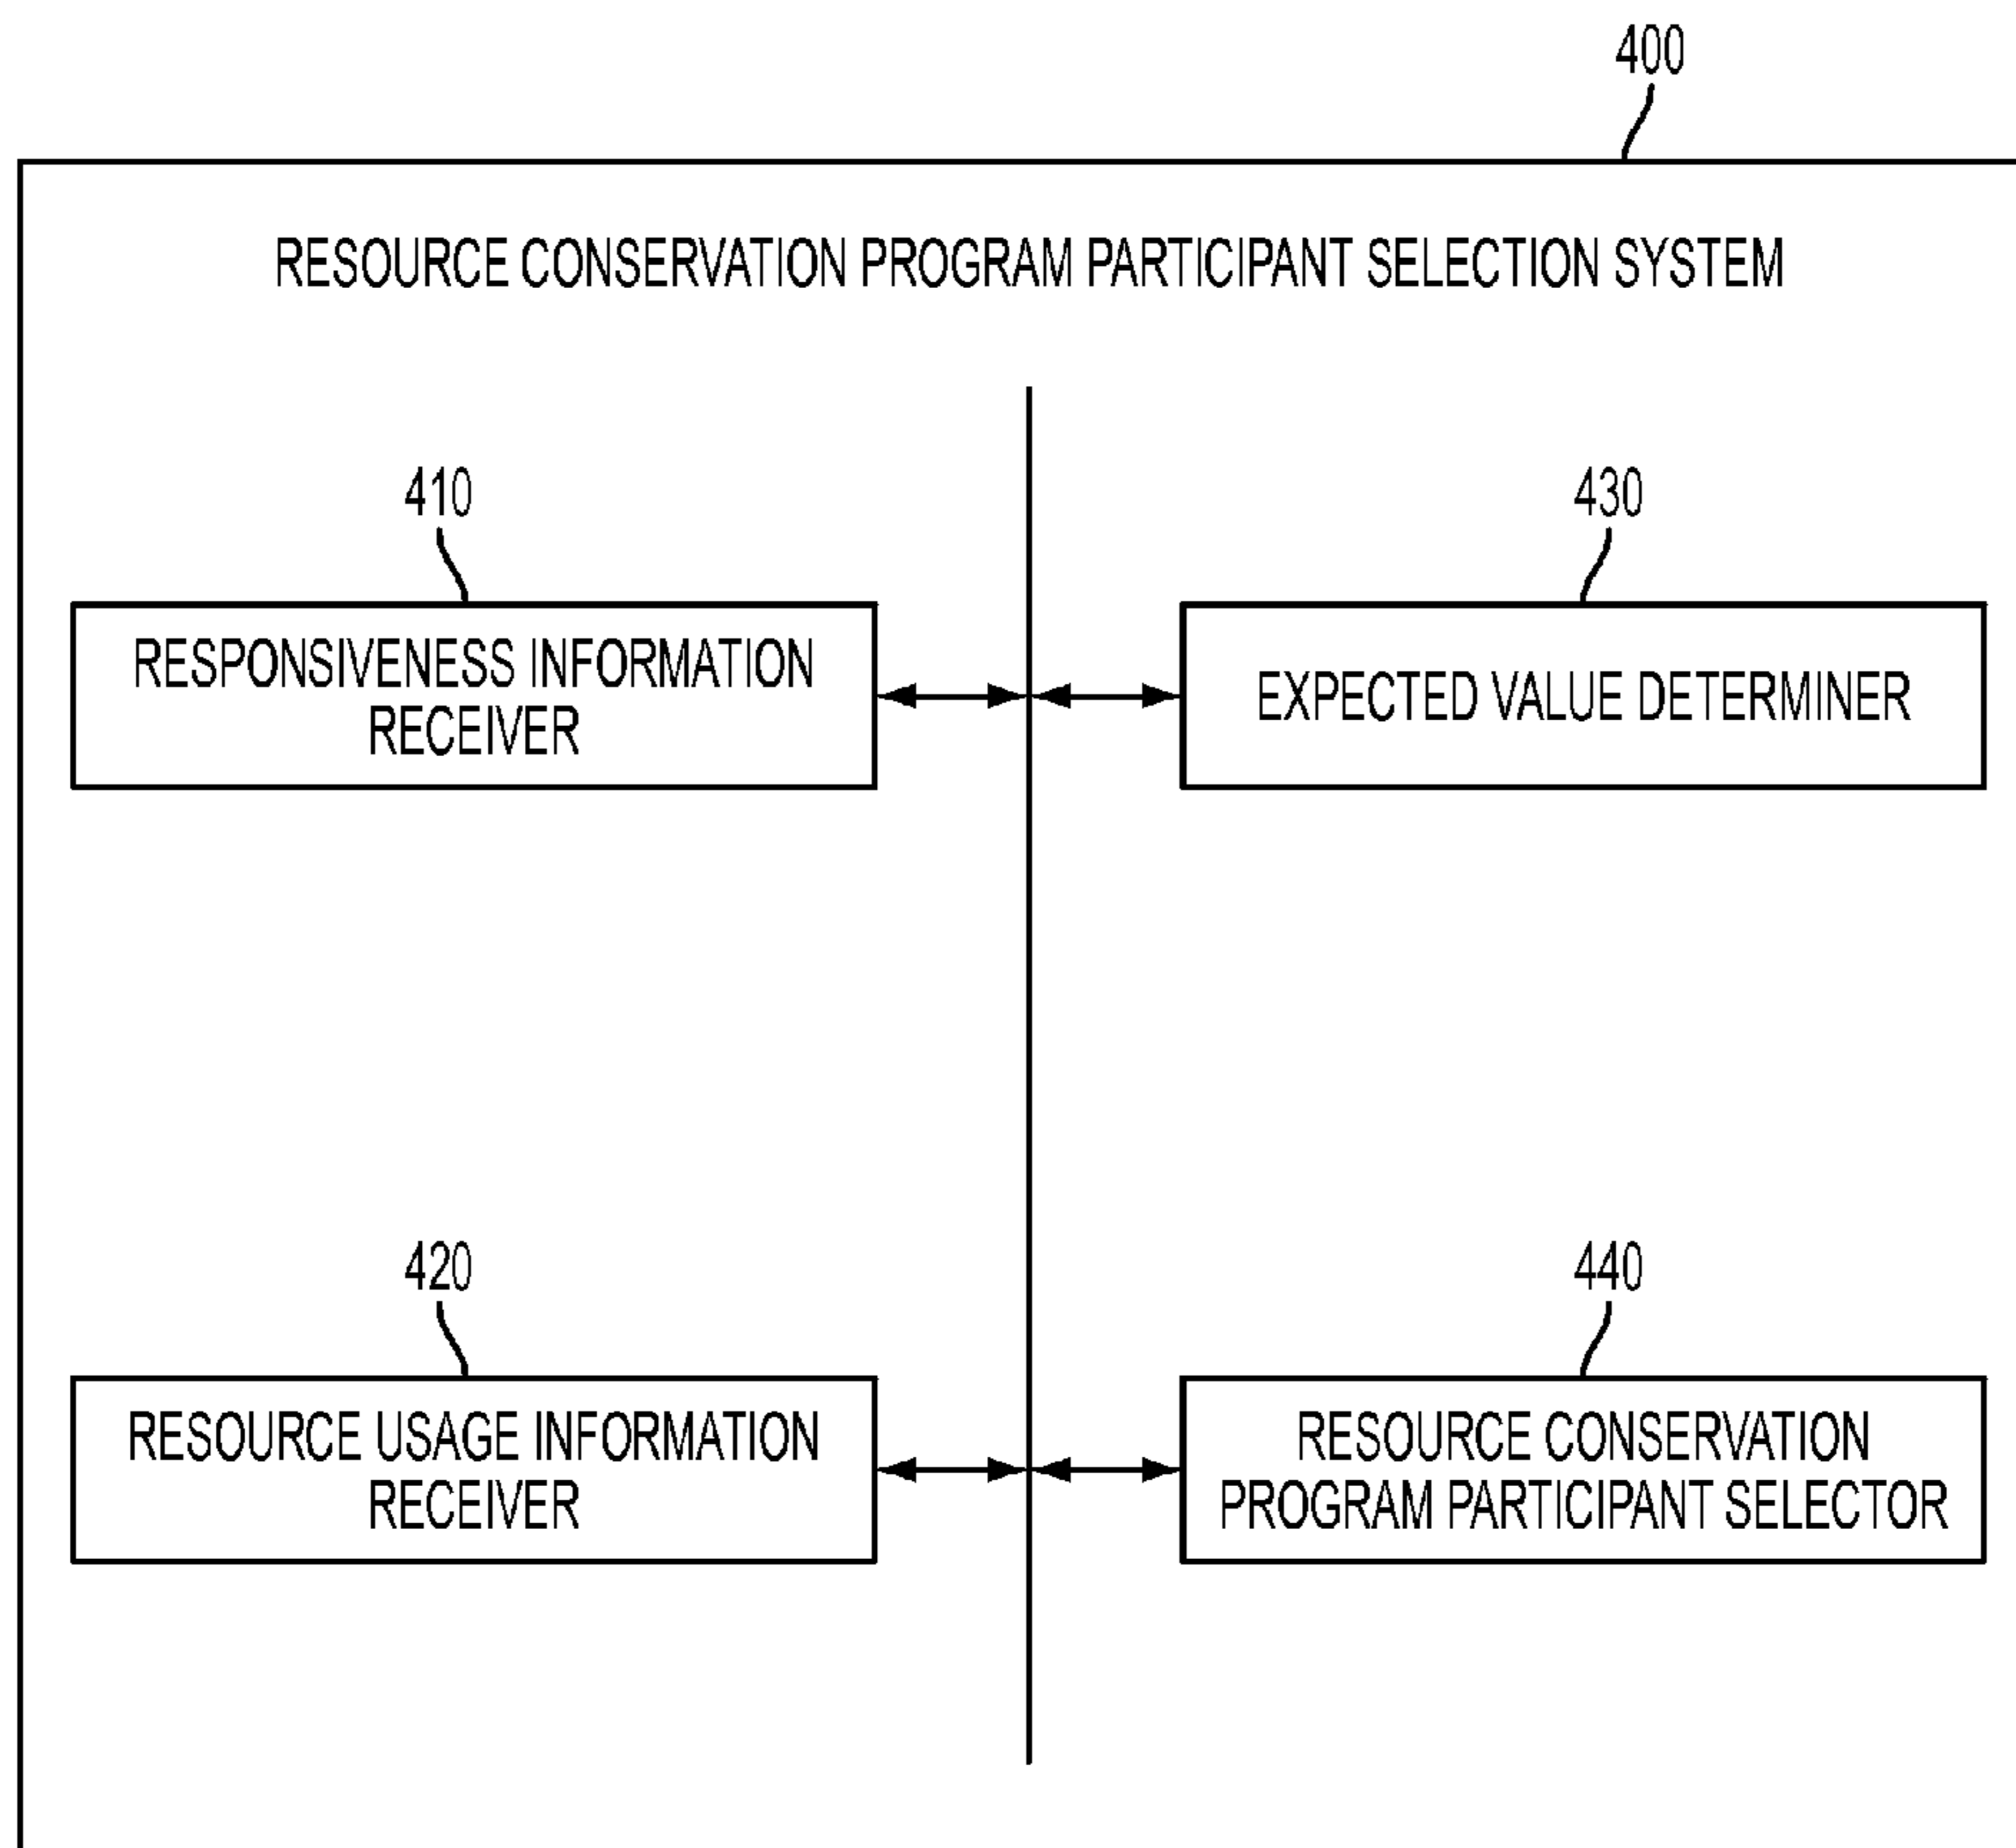 400
RESOURCE CONSERVATION PROGRAM PARTICIPANT SELECTION SYSTEM
410
RESPONSIVENESS INFORMATION
RECEIVER
430
EXPECTED VALUE DETERMINER
420
RESOURCE USAGE INFORMATION
RECEIVER
440
RESOURCE CONSERVATION
PROGRAM PARTICIPANT SELECTOR